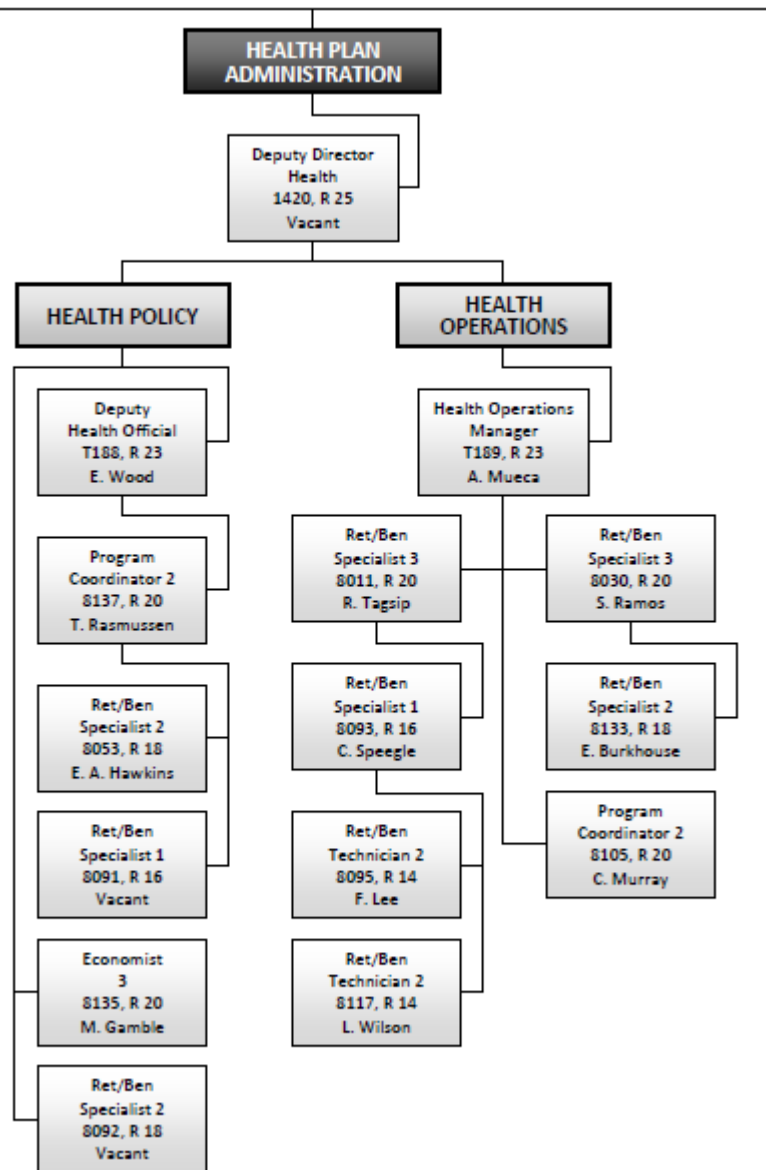 HEALTH PLAN
ADMINISTRATION
Deputy Director
Health
1420, R 25
Vacant
HEALTH POLICY
Deputy
Health Official
T188, R 23
E. Wood
Program
Coordinator 2
8137, R 20
T. Rasmussen
Ret/Ben
Specialist 2
8053, R 18
E. A. Hawkins
Ret/Ben
Specialist 1
8091, R 16
Vacant
Economist
3
8135, R 20
M. Gamble
Ret/Ben
Specialist 2
8092, R 18
Vacant
HEALTH
OPERATIONS
Health Operations
Manager
T189, R 23
A. Mueca
Ret/Ben
Specialist 3
8011, R 20
R. Tagsip
Ret/Ben
Specialist 1
8093, R 16
C. Speegle
Ret/Ben
Technician 2
8095, R 14
F. Lee
Ret/Ben
Technician 2
8117, R 14
L. Wilson
Ret/Ben
Specialist 3
8030, R 20
S. Ramos
Ret/Ben
Specialist 2
8133, R 18
E. Burkhouse
Program
Coordinator 2
8105, R 20
C. Murray